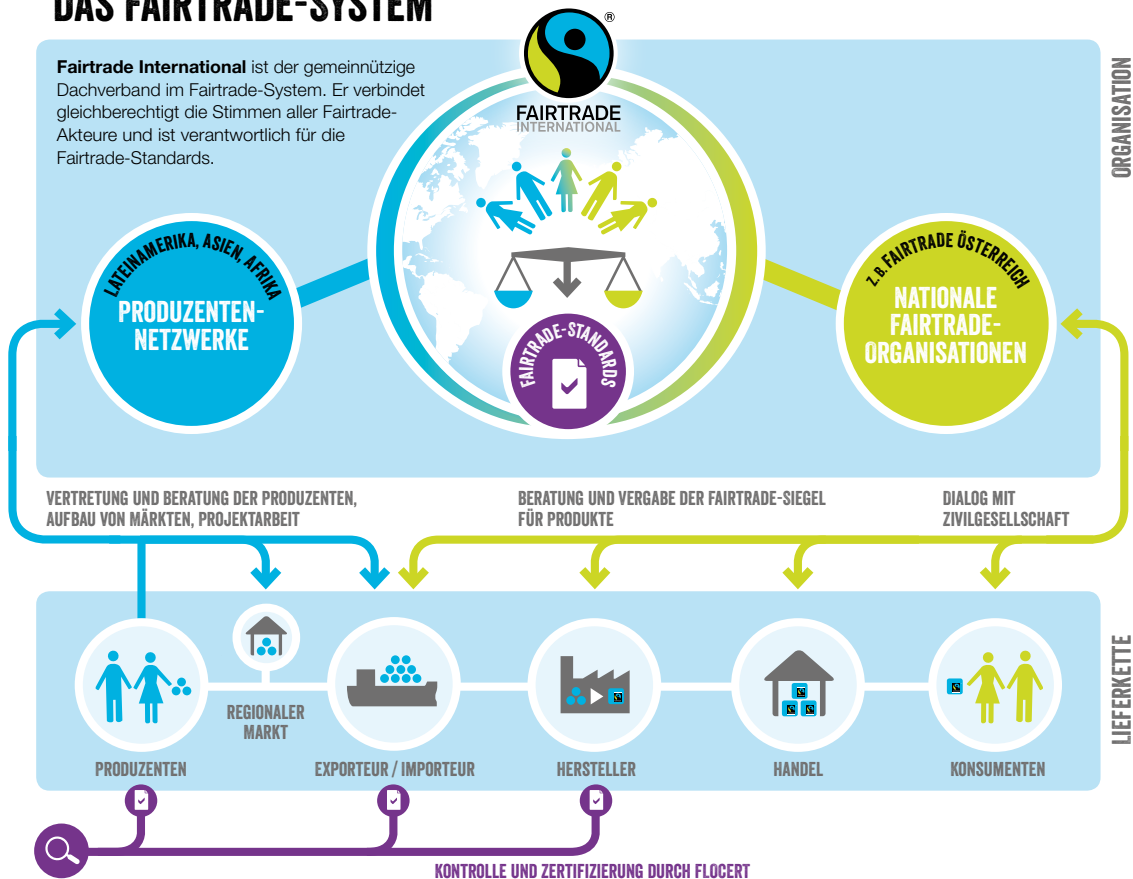 DAS FAIRTRADE-SYSTEM
Fairtrade International ist der gemeinnützige
Dachverband im Fairtrade-System. Er verbindet
gleichberechtigt die Stimmen aller Fairtrade-
Akteure und ist verantwortlich für die
Fairtrade-Standards.
®
FAIRTRADE
INTERNATIONAL
ORGANISATION
LATEINAMERIKA, ASIEN, AFRIKA
PRODUZENTEN-
NETZWERKE
FAIRTRADE-STANDARDS
Z. B. FAIRTRADE ÖSTERREICH
NATIONALE
FAIRTRADE-
ORGANISATIONEN
VERTRETUNG UND BERATUNG DER PRODUZENTEN,
AUFBAU VON MÄRKTEN, PROJEKTARBEIT
BERATUNG UND VERGABE DER FAIRTRADE-SIEGEL
FÜR PRODUKTE
DIALOG MIT
ZIVILGESELLSCHAFT
LIEFERKETTE
REGIONALER
MARKT
PRODUZENTEN
EXPORTEUR / IMPORTEUR
HERSTELLER
HANDEL
KONSUMENTEN
KONTROLLE UND ZERTIFIZIERUNG DURCH FLOCERT